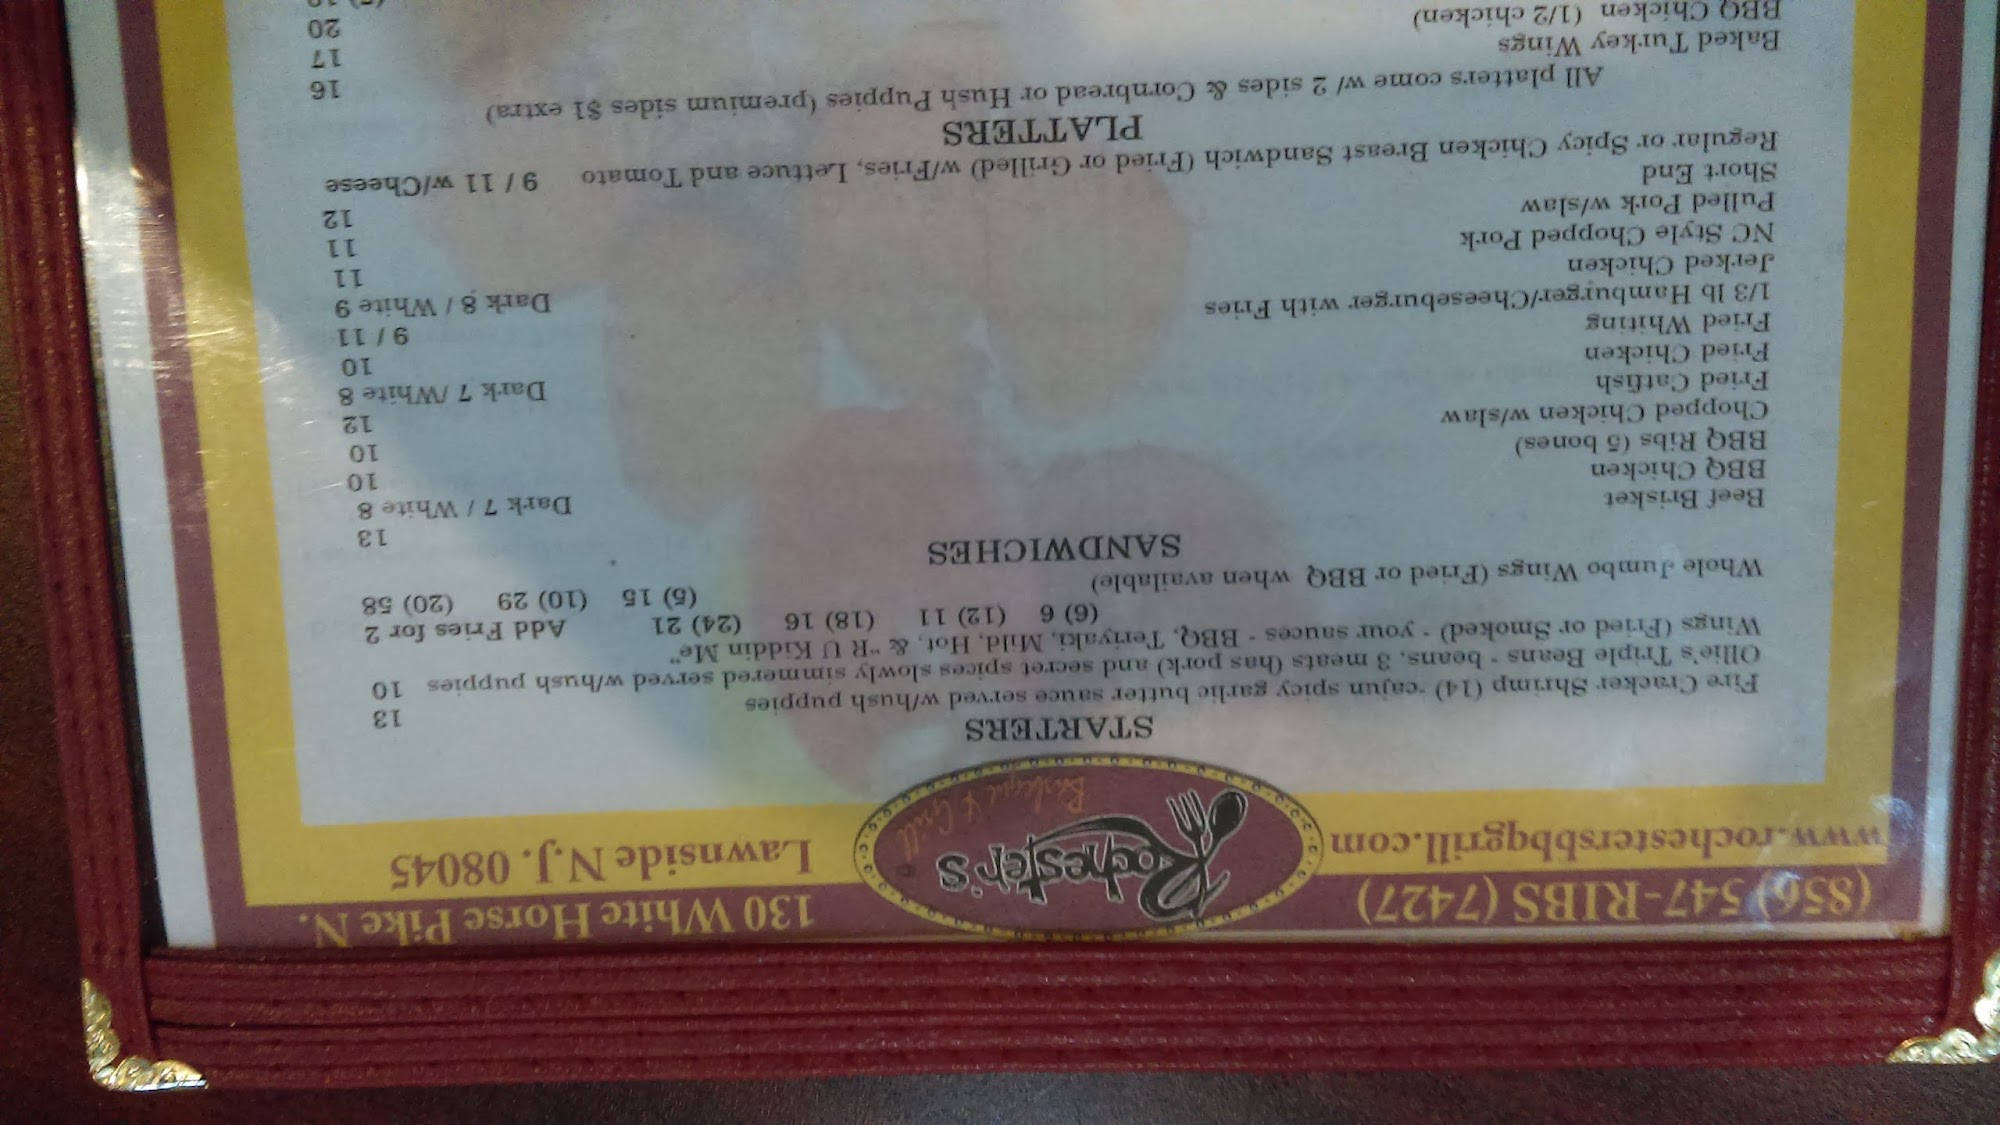 (856) 547-RIBS (7427)
www.rochestersbbqgrill.com
Rochester's
Barbeque & Grill
130 White Horse Pike N.
Lawnside N.J. 08045
STARTERS
Fire Cracker Shrimp (14) -cajun spicy garlic butter sauce served w/hush puppies 13
Ollie's Triple Beans - beans, 3 meats (has pork) and secret spices slowly simmered served w/hush puppies 10
Wings (Fried or Smoked) - your sauces - BBQ, Teriyaki, Mild, Hot, & "R U Kiddin Me"
(6) 6 (12) 11 (18) 16 (24) 21 Add Fries for 2
Whole Jumbo Wings (Fried or BBQ when available) (5) 15 (10) 29 (20) 58
SANDWICHES
Beef Brisket 13
BBQ Chicken Dark 7 / White 8
BBQ Ribs (5 bones) 10
Chopped Chicken w/slaw 10
Fried Catfish 12
Fried Chicken Dark 7 /White 8
Fried Whiting 10
1/3 lb Hamburger/Cheeseburger with Fries 9 / 11
Jerked Chicken Dark 8 / White 9
NC Style Chopped Pork 11
Pulled Pork w/slaw 11
Short End 12
Regular or Spicy Chicken Breast Sandwich (Fried or Grilled) w/Fries, Lettuce and Tomato 9 / 11 w/Cheese
PLATTERS
All platters come w/ 2 sides & Cornbread or Hush Puppies (premium sides $1 extra)
Baked Turkey Wings 16
BBQ Chicken (1/2 chicken) 17
20